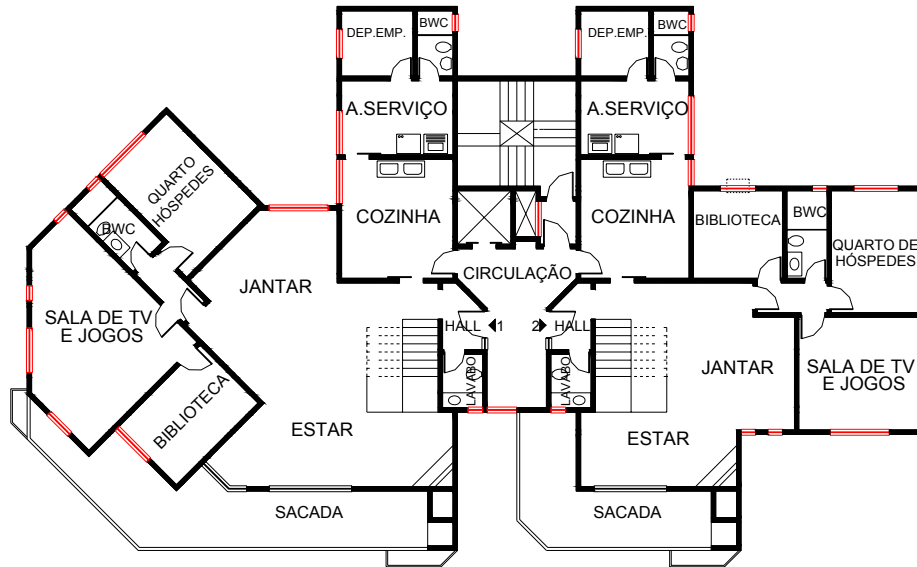 DEP.EMP.
BWC
A.SERVIÇO
COZINHA
QUARTO
HÓSPEDES
BWC
SALA DE TV
E JOGOS
BIBLIOTECA
JANTAR
ESTAR
SACADA
CIRCULAÇÃO
HALL
1
2
HALL
LAVABO
LAVABO
DEP.EMP.
BWC
A.SERVIÇO
COZINHA
BIBLIOTECA
BWC
QUARTO DE
HÓSPEDES
JANTAR
SALA DE TV
E JOGOS
ESTAR
SACADA